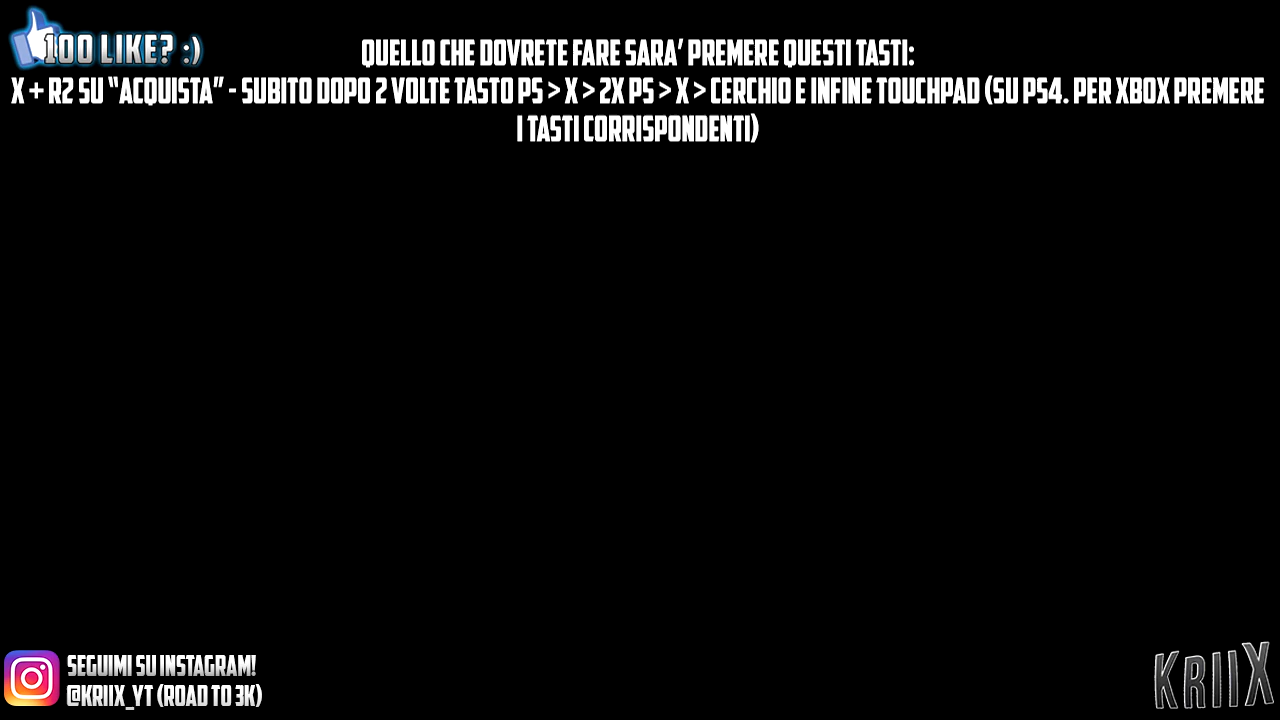 100 LIKE? :)
QUELLO CHE DOVRETE FARE SARA' PREMERE QUESTI TASTI:
X + R2 SU "ACQUISTA" - SUBITO DOPO 2 VOLTE TASTO PS > X > 2X PS > X > CERCHIO E INFINE TOUCHPAD (SU PS4. PER XBOX PREMERE
I TASTI CORRISPONDENTI)
SEGUIMI SU INSTAGRAM!
@KRIIX_YT (ROAD TO 3K)
KRIIX